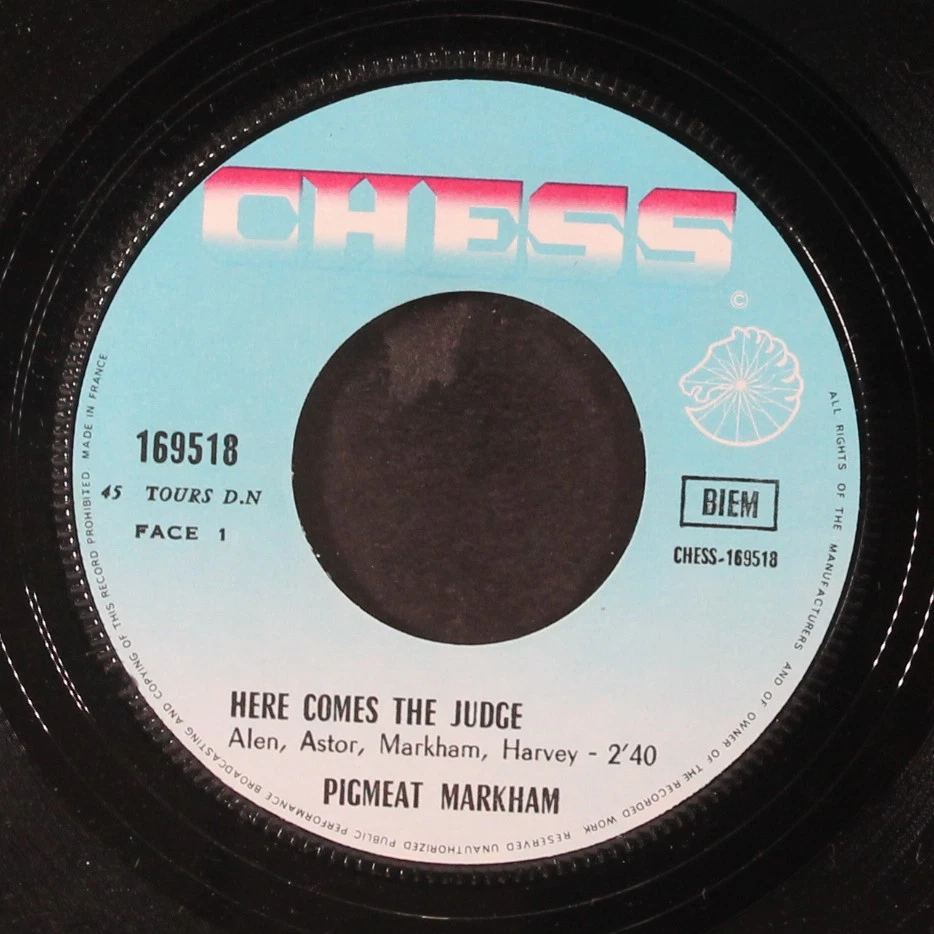 CHESS
©
169518
45 TOURS D.N
FACE 1
BIEM
CHESS-169518
HERE COMES THE JUDGE
Alen, Astor, Markham, Harvey - 2'40
PIGMEAT MARKHAM
ALL RIGHTS OF THE MANUFACTURERS AND OF OWNER OF THE RECORDED WORK RESERVED UNAUTHORIZED PUBLIC PERFORMANCE BROADCASTING AND COPYING OF THIS RECORD PROHIBITED MADE IN FRANCE